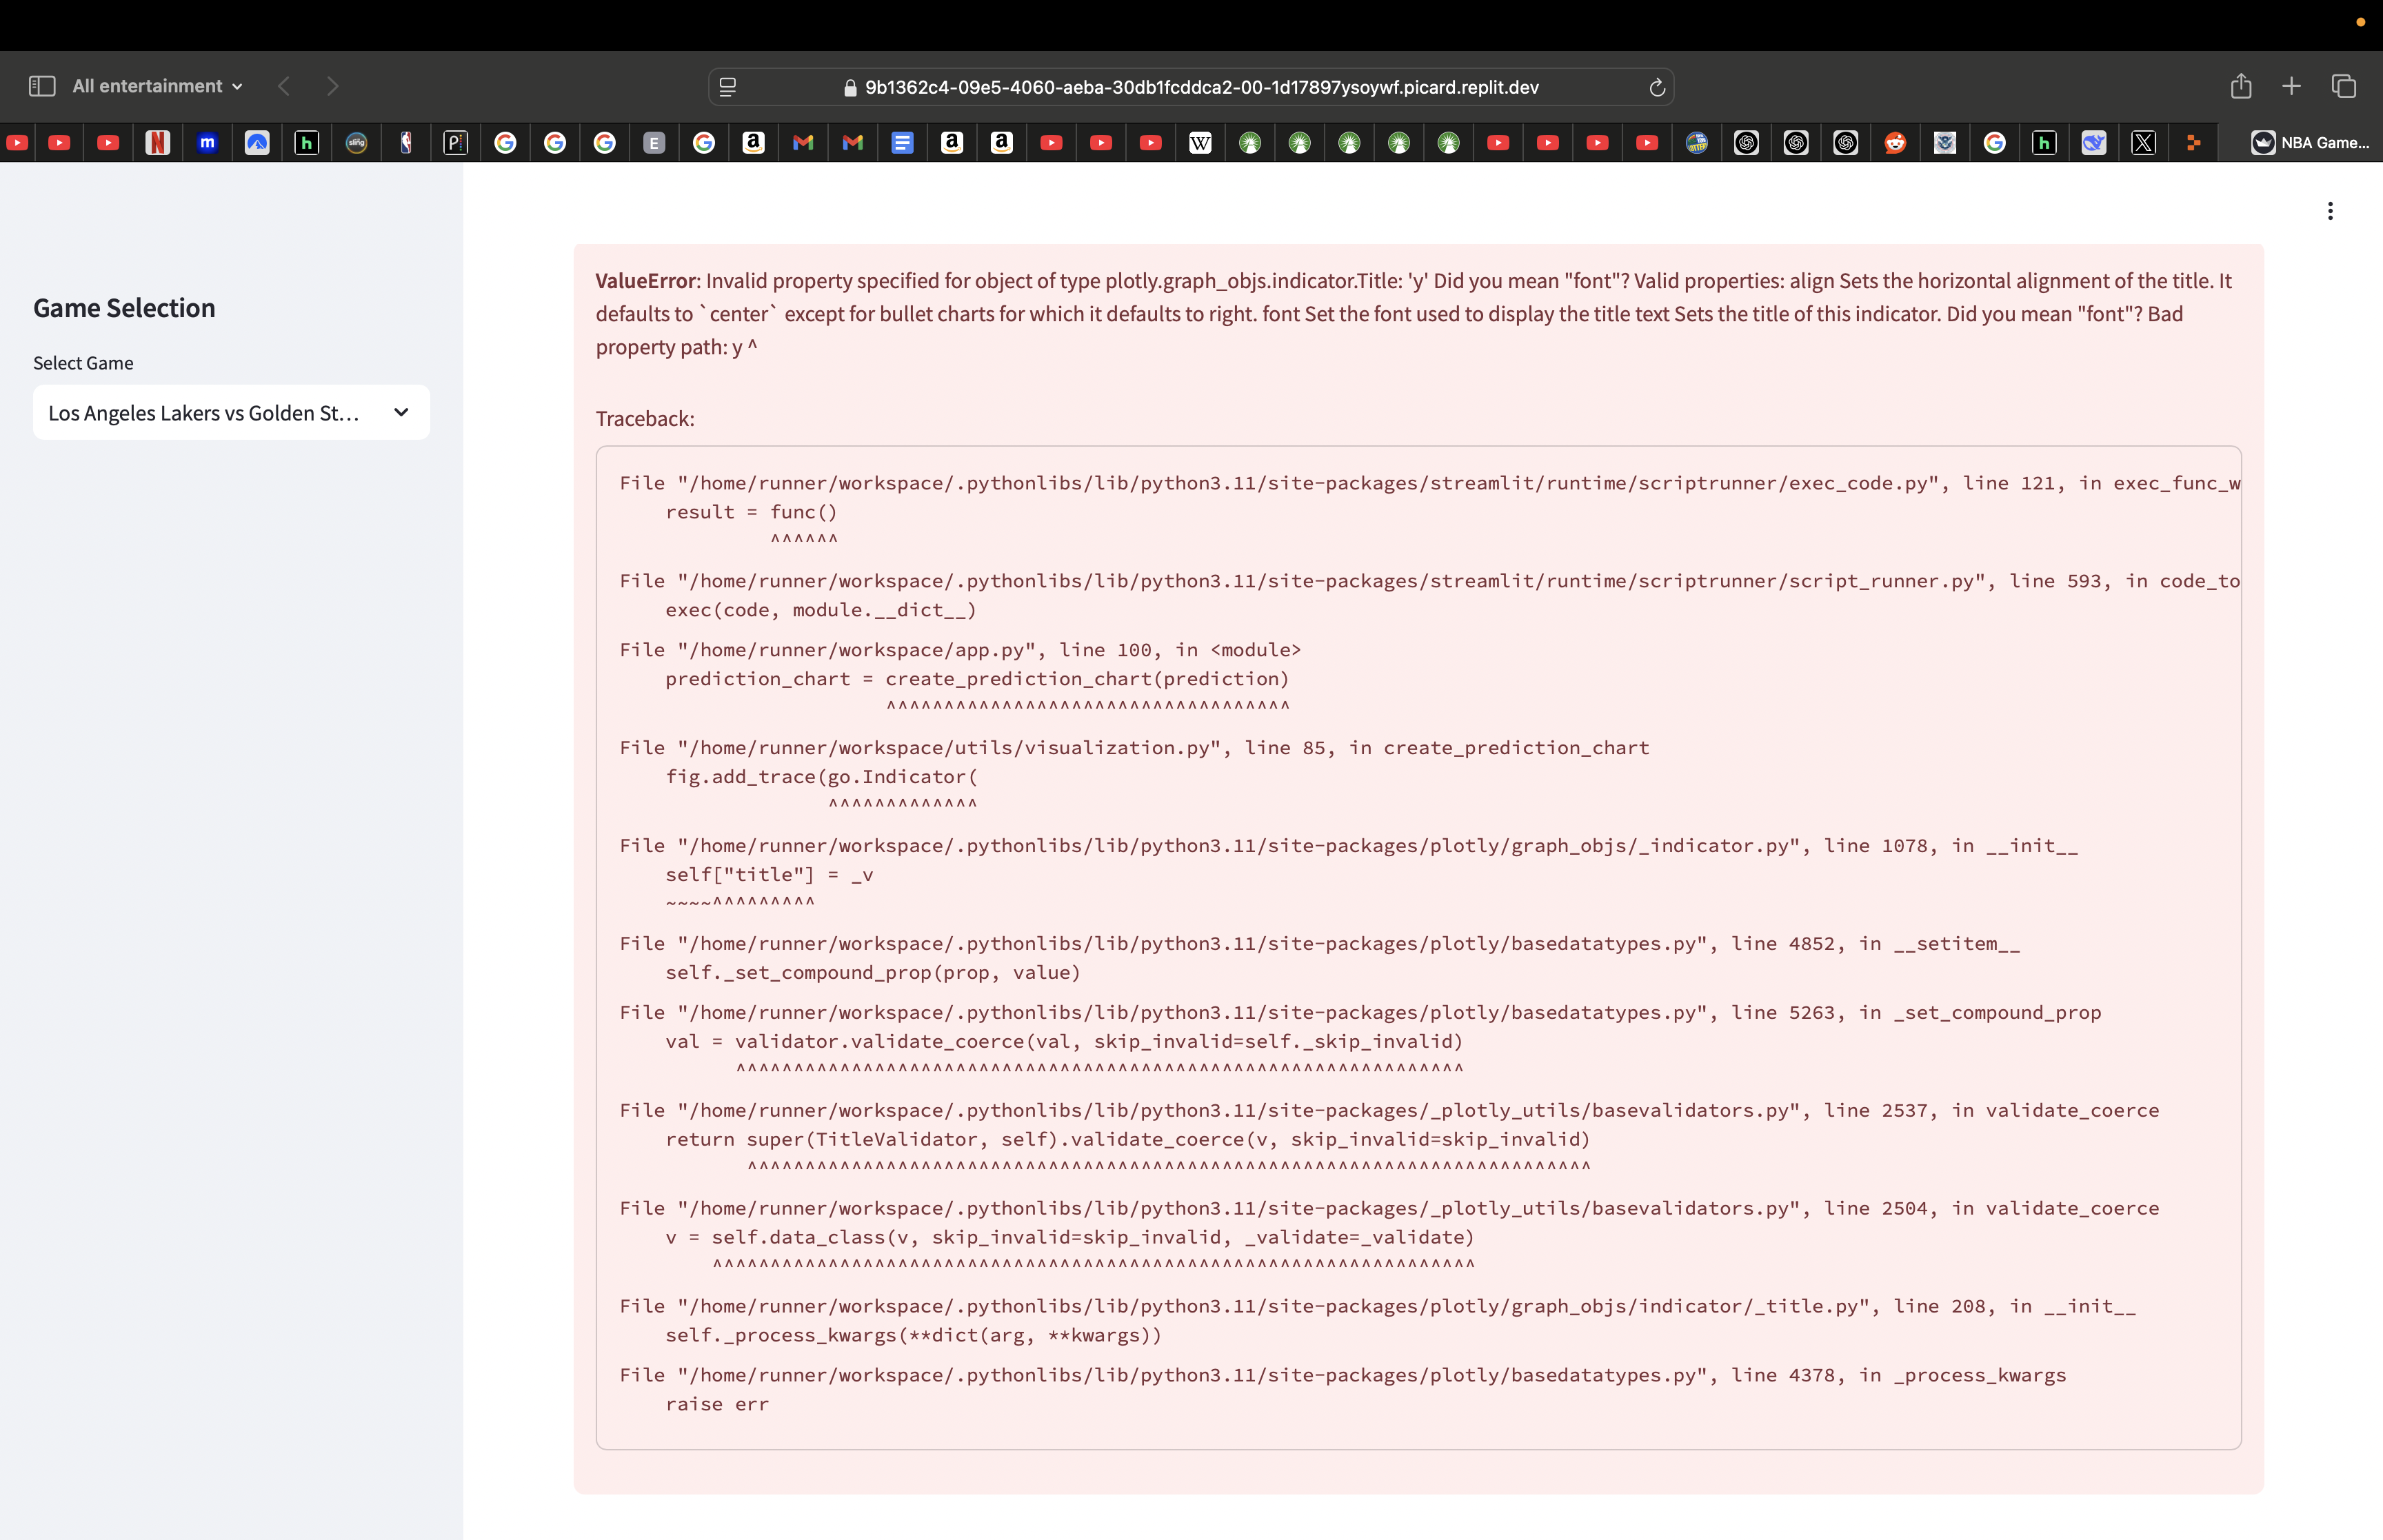 All entertainment
9b1362c4-09e5-4060-aeba-30db1fcddca2-00-1d17897ysoywf.picard.replit.dev
N m h sling P E a a a W h X NBA Game...
Game Selection
Select Game
Los Angeles Lakers vs Golden St...
ValueError: Invalid property specified for object of type plotly.graph_objs.indicator.Title: 'y' Did you mean "font"? Valid properties: align Sets the horizontal alignment of the title. It
defaults to `center` except for bullet charts for which it defaults to right. font Set the font used to display the title text Sets the title of this indicator. Did you mean "font"? Bad
property path: y ^
Traceback:
File "/home/runner/workspace/.pythonlibs/lib/python3.11/site-packages/streamlit/runtime/scriptrunner/exec_code.py", line 121, in exec_func_w
    result = func()
             ^^^^^^
File "/home/runner/workspace/.pythonlibs/lib/python3.11/site-packages/streamlit/runtime/scriptrunner/script_runner.py", line 593, in code_to
    exec(code, module.__dict__)
File "/home/runner/workspace/app.py", line 100, in <module>
    prediction_chart = create_prediction_chart(prediction)
                       ^^^^^^^^^^^^^^^^^^^^^^^^^^^^^^^^^^^
File "/home/runner/workspace/utils/visualization.py", line 85, in create_prediction_chart
    fig.add_trace(go.Indicator(
                  ^^^^^^^^^^^^^
File "/home/runner/workspace/.pythonlibs/lib/python3.11/site-packages/plotly/graph_objs/_indicator.py", line 1078, in __init__
    self["title"] = _v
    ~~~~^^^^^^^^^
File "/home/runner/workspace/.pythonlibs/lib/python3.11/site-packages/plotly/basedatatypes.py", line 4852, in __setitem__
    self._set_compound_prop(prop, value)
File "/home/runner/workspace/.pythonlibs/lib/python3.11/site-packages/plotly/basedatatypes.py", line 5263, in _set_compound_prop
    val = validator.validate_coerce(val, skip_invalid=self._skip_invalid)
          ^^^^^^^^^^^^^^^^^^^^^^^^^^^^^^^^^^^^^^^^^^^^^^^^^^^^^^^^^^^^^^^
File "/home/runner/workspace/.pythonlibs/lib/python3.11/site-packages/_plotly_utils/basevalidators.py", line 2537, in validate_coerce
    return super(TitleValidator, self).validate_coerce(v, skip_invalid=skip_invalid)
           ^^^^^^^^^^^^^^^^^^^^^^^^^^^^^^^^^^^^^^^^^^^^^^^^^^^^^^^^^^^^^^^^^^^^^^^^^
File "/home/runner/workspace/.pythonlibs/lib/python3.11/site-packages/_plotly_utils/basevalidators.py", line 2504, in validate_coerce
    v = self.data_class(v, skip_invalid=skip_invalid, _validate=_validate)
        ^^^^^^^^^^^^^^^^^^^^^^^^^^^^^^^^^^^^^^^^^^^^^^^^^^^^^^^^^^^^^^^^^^
File "/home/runner/workspace/.pythonlibs/lib/python3.11/site-packages/plotly/graph_objs/indicator/_title.py", line 208, in __init__
    self._process_kwargs(**dict(arg, **kwargs))
File "/home/runner/workspace/.pythonlibs/lib/python3.11/site-packages/plotly/basedatatypes.py", line 4378, in _process_kwargs
    raise err